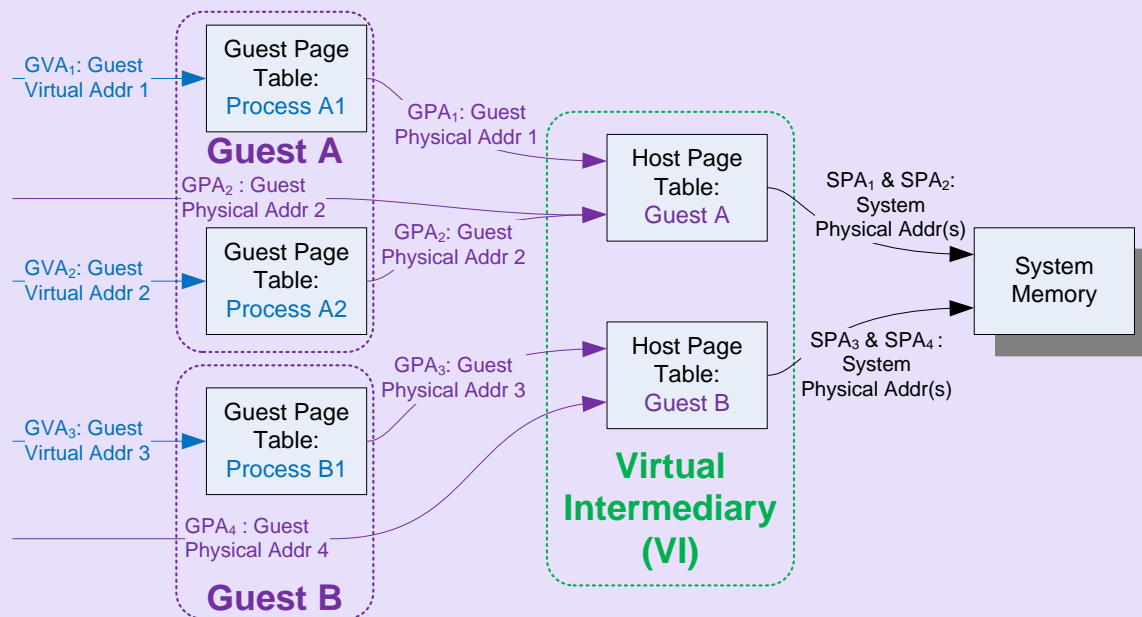 GVA₁: Guest
Virtual Addr 1
Guest Page
Table:
Process A1
Guest A
GPA₁: Guest
Physical Addr 1
GPA₂ : Guest
Physical Addr 2
GVA₂: Guest
Virtual Addr 2
Guest Page
Table:
Process A2
GPA₂: Guest
Physical Addr 2
Host Page
Table:
Guest A
SPA₁ & SPA₂:
System
Physical Addr(s)
System
Memory
GVA₃: Guest
Virtual Addr 3
Guest Page
Table:
Process B1
GPA₃: Guest
Physical Addr 3
GPA₄ : Guest
Physical Addr 4
Guest B
Host Page
Table:
Guest B
SPA₃ & SPA₄ :
System
Physical Addr(s)
Virtual
Intermediary
(VI)